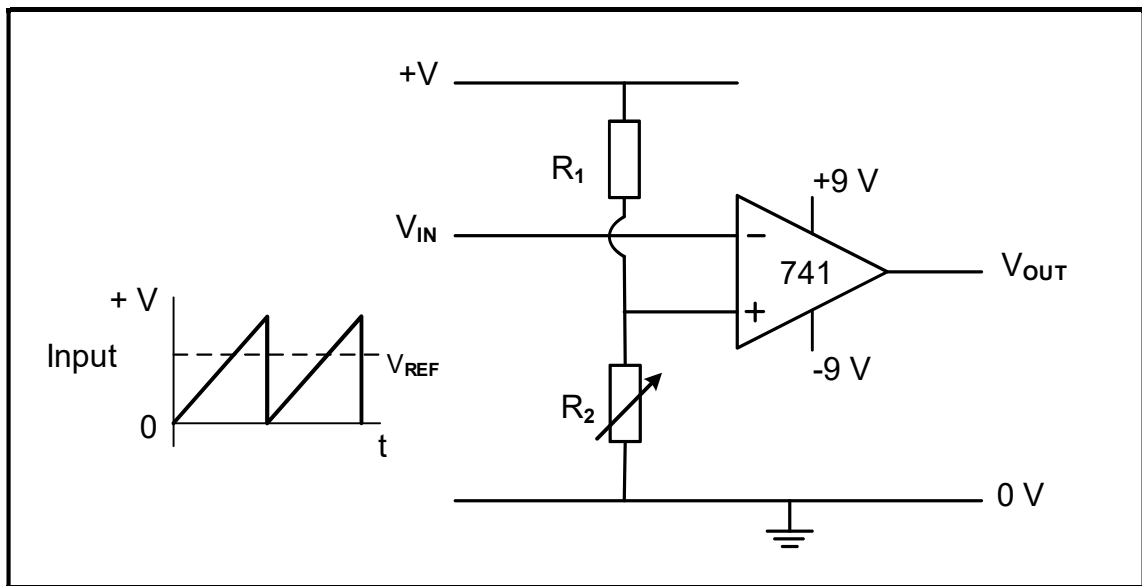 +V
R1
+9 V
VIN
−
741
VOUT
+
-9 V
+ V
Input
VREF
0
t
R2
0 V